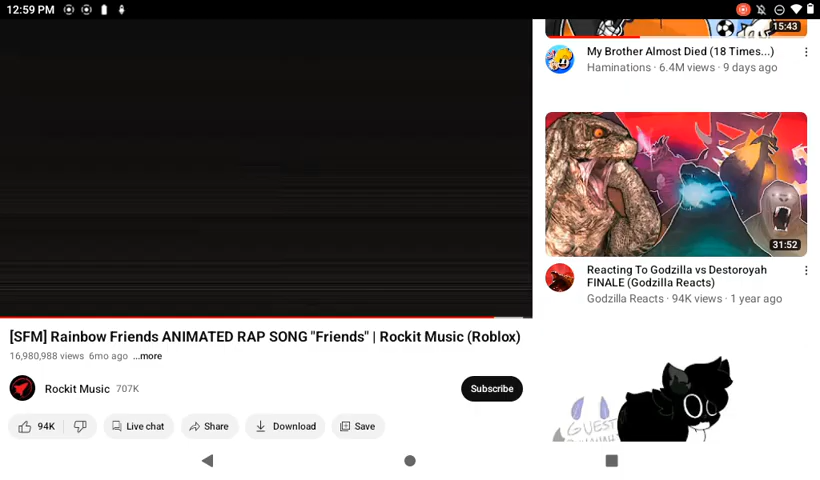 12:59 PM
[SFM] Rainbow Friends ANIMATED RAP SONG "Friends" | Rockit Music (Roblox)
16,980,988 views 6mo ago ...more
Rockit Music 707K
Subscribe
94K
Live chat
Share
Download
Save
15:43
My Brother Almost Died (18 Times...)
Haminations · 6.4M views · 9 days ago
31:52
Reacting To Godzilla vs Destoroyah
FINALE (Godzilla Reacts)
Godzilla Reacts · 94K views · 1 year ago
GUEST